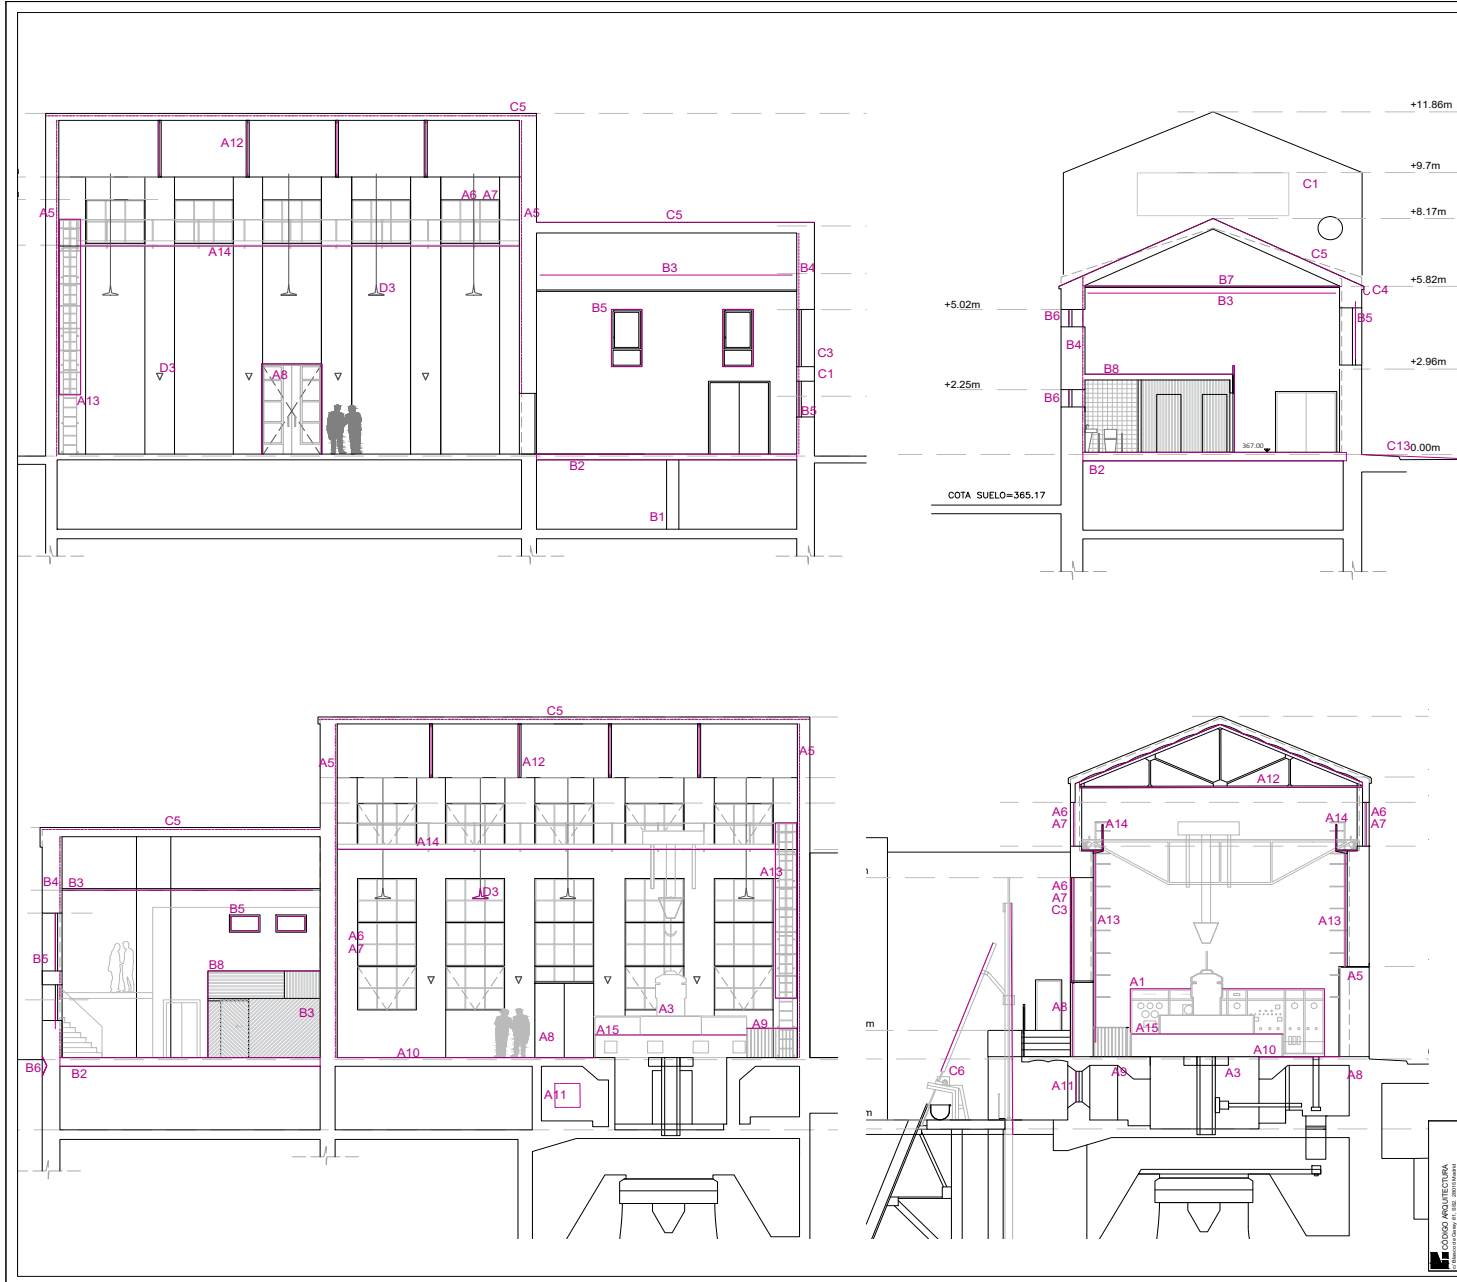 C5
A12
A6 A7
A5
A5
A14
D3
D3
A8
A13
C5
B3
B4
B5
C3
C1
B5
B2
B1
+11.86m
+9.7m
C1
+8.17m
C5
B7
+5.82m
C4
B3
+5.02m
B6
B5
B4
+2.96m
B8
+2.25m
B6
367.00
C13
0.00m
B2
COTA SUELO=365.17
C5
A5
A12
A5
C5
A14
A13
B4
B3
D3
B5
A6
A7
B5
B8
B3
A3
A15
A9
A8
A10
B6
B2
A11
A12
A6
A7
A14
A14
A6
A7
A6
A7
C3
A13
A13
A5
A1
A8
A15
A10
C6
A11
A9
A3
A8
m
m
CÓDIGO ARQUITECTURA